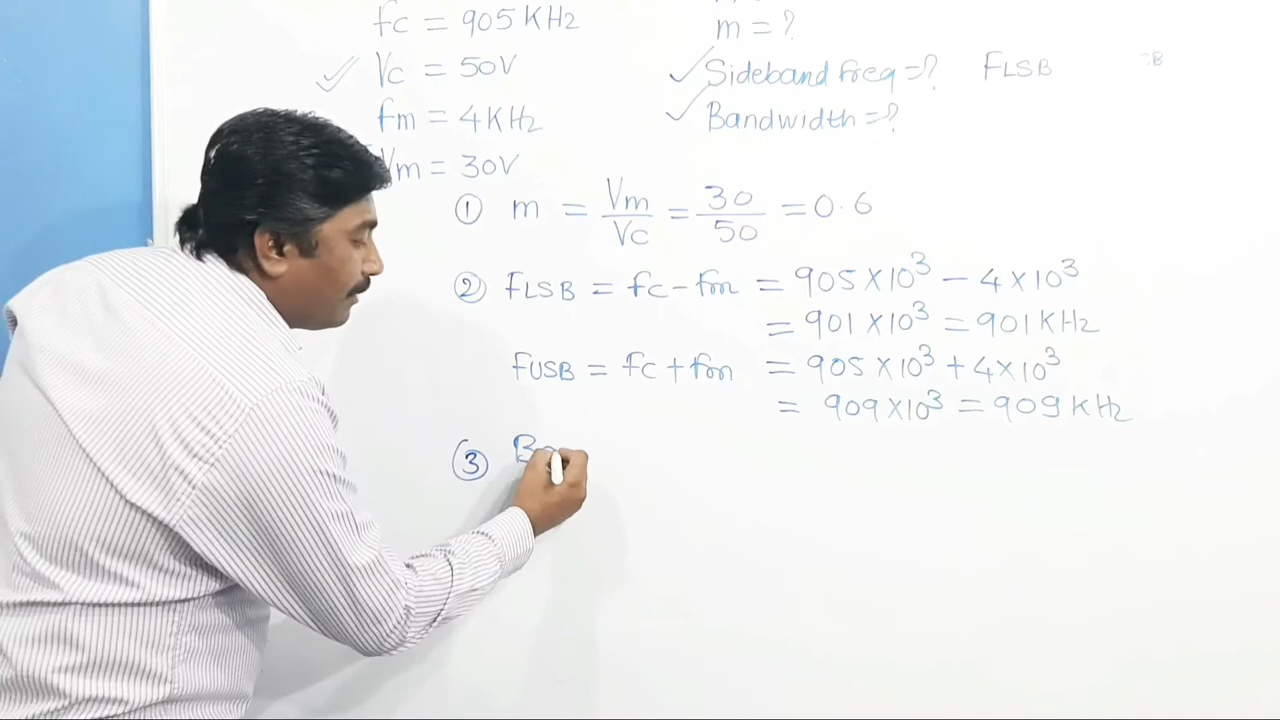 fc = 905 KHz
m = ?
Vc = 50V
Sideband freq = ? FLSB
fm = 4 KHz
Bandwidth = ?
Vm = 30V
① m = Vm/Vc = 30/50 = 0.6
② FLSB = fc - fm = 905 × 10³ - 4 × 10³
= 901 × 10³ = 901 KHz
FUSB = fc + fm = 905 × 10³ + 4 × 10³
= 909 × 10³ = 909 KHz
③